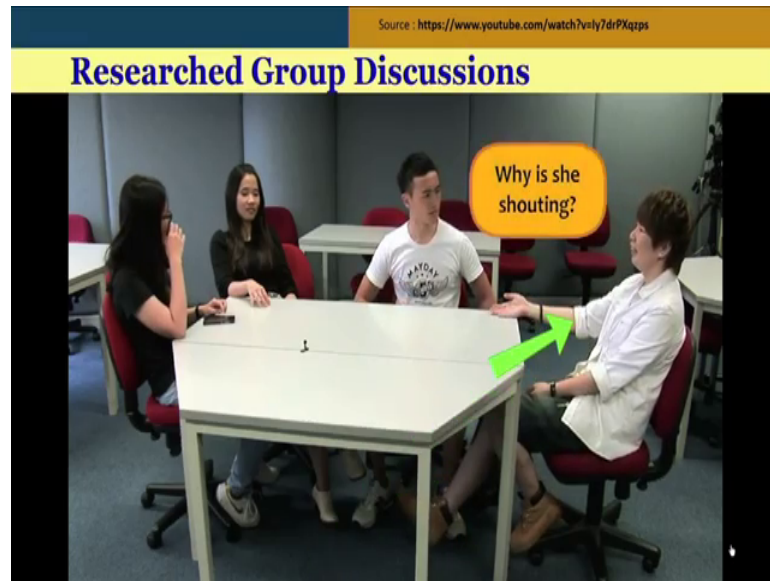 Source : https://www.youtube.com/watch?v=Iy7drPXqzps
Researched Group Discussions
Why is she
shouting?
MAYDAY